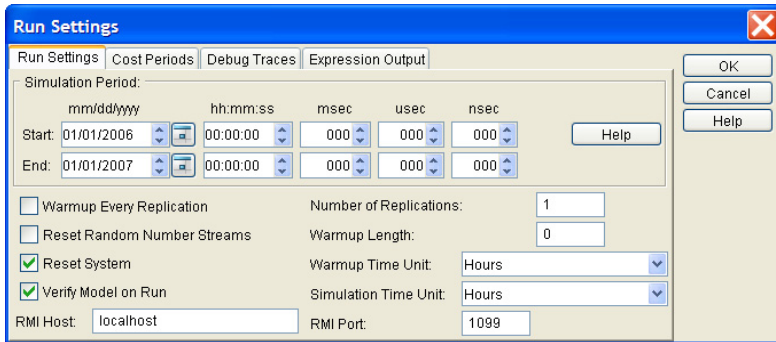 Run Settings
Run Settings Cost Periods Debug Traces Expression Output
OK
Cancel
Help
Simulation Period:
mm/dd/yyyy hh:mm:ss msec usec nsec
Start: 01/01/2006 00:00:00 000 000 000 Help
End: 01/01/2007 00:00:00 000 000 000
Warmup Every Replication Number of Replications: 1
Reset Random Number Streams Warmup Length: 0
Reset System Warmup Time Unit: Hours
Verify Model on Run Simulation Time Unit: Hours
RMI Host: localhost RMI Port: 1099